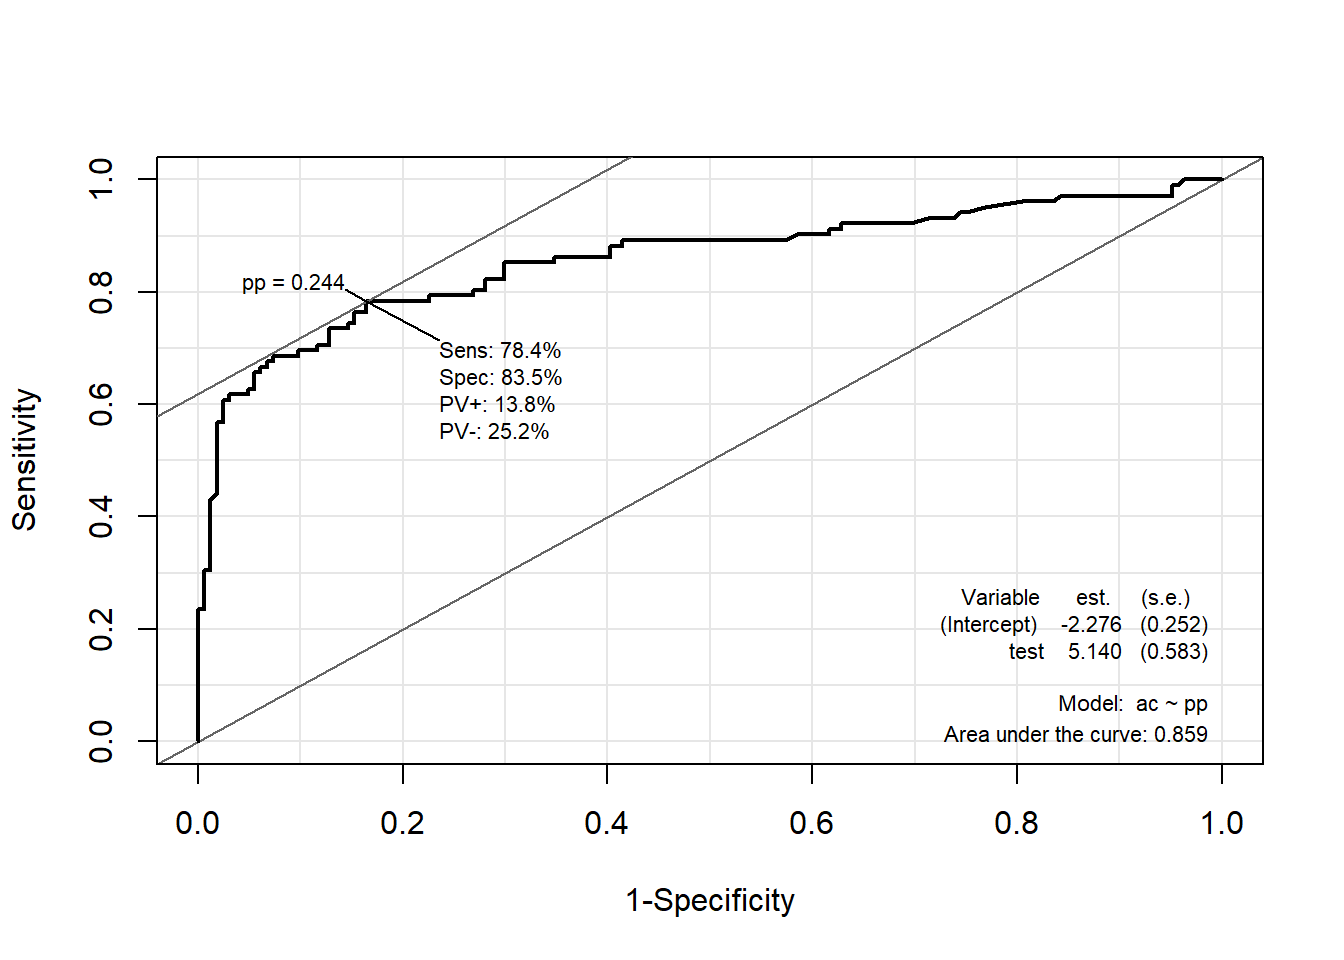 1.0
0.8
0.6
0.4
0.2
0.0
Sensitivity
pp = 0.244
Sens: 78.4%
Spec: 83.5%
PV+: 13.8%
PV-: 25.2%
Variable est. (s.e.)
(Intercept) -2.276 (0.252)
test 5.140 (0.583)
Model: ac ~ pp
Area under the curve: 0.859
0.0 0.2 0.4 0.6 0.8 1.0
1-Specificity